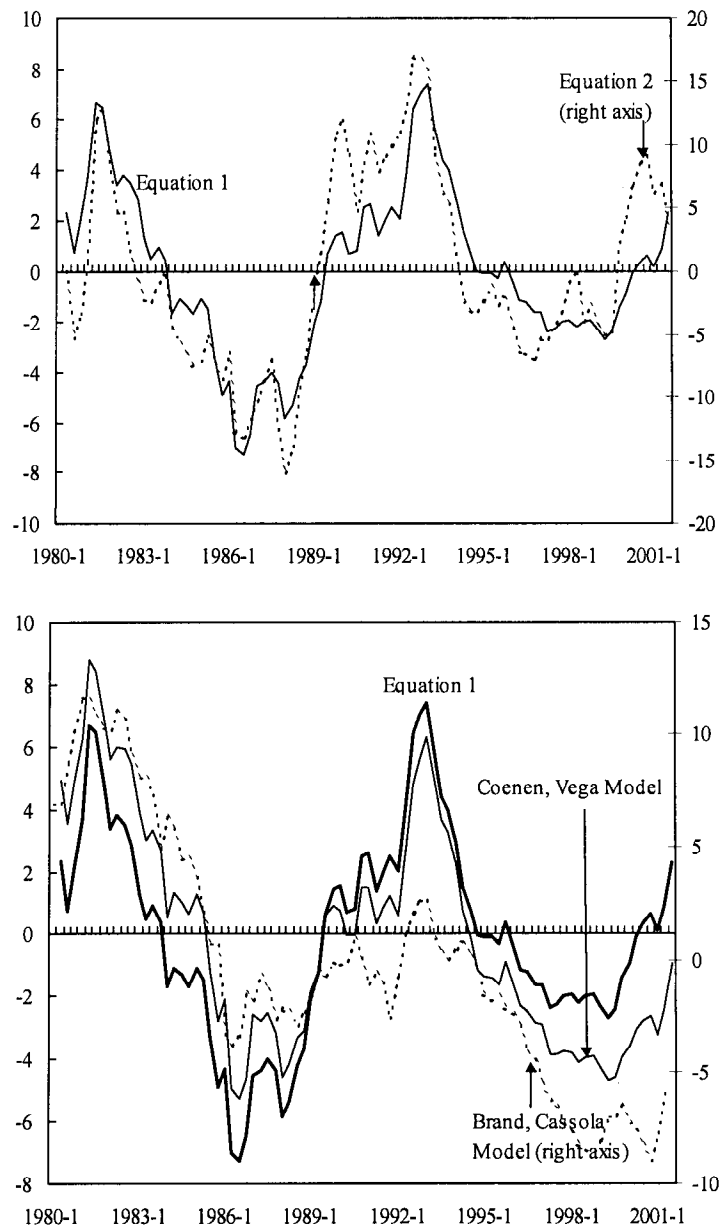 10 20
8 15
Equation 2
(right axis)
6 10
4
Equation 1
5
2
0 0
-2
-5
-4
-10
-6
-8 -15
-10 -20
1980-1 1983-1 1986-1 1989-1 1992-1 1995-1 1998-1 2001-1
10 15
8
Equation 1
10
6
Coenen, Vega Model
4 5
2
0 0
-2
-4 -5
-6
Brand, Cassola
Model (right axis)
-8 -10
1980-1 1983-1 1986-1 1989-1 1992-1 1995-1 1998-1 2001-1